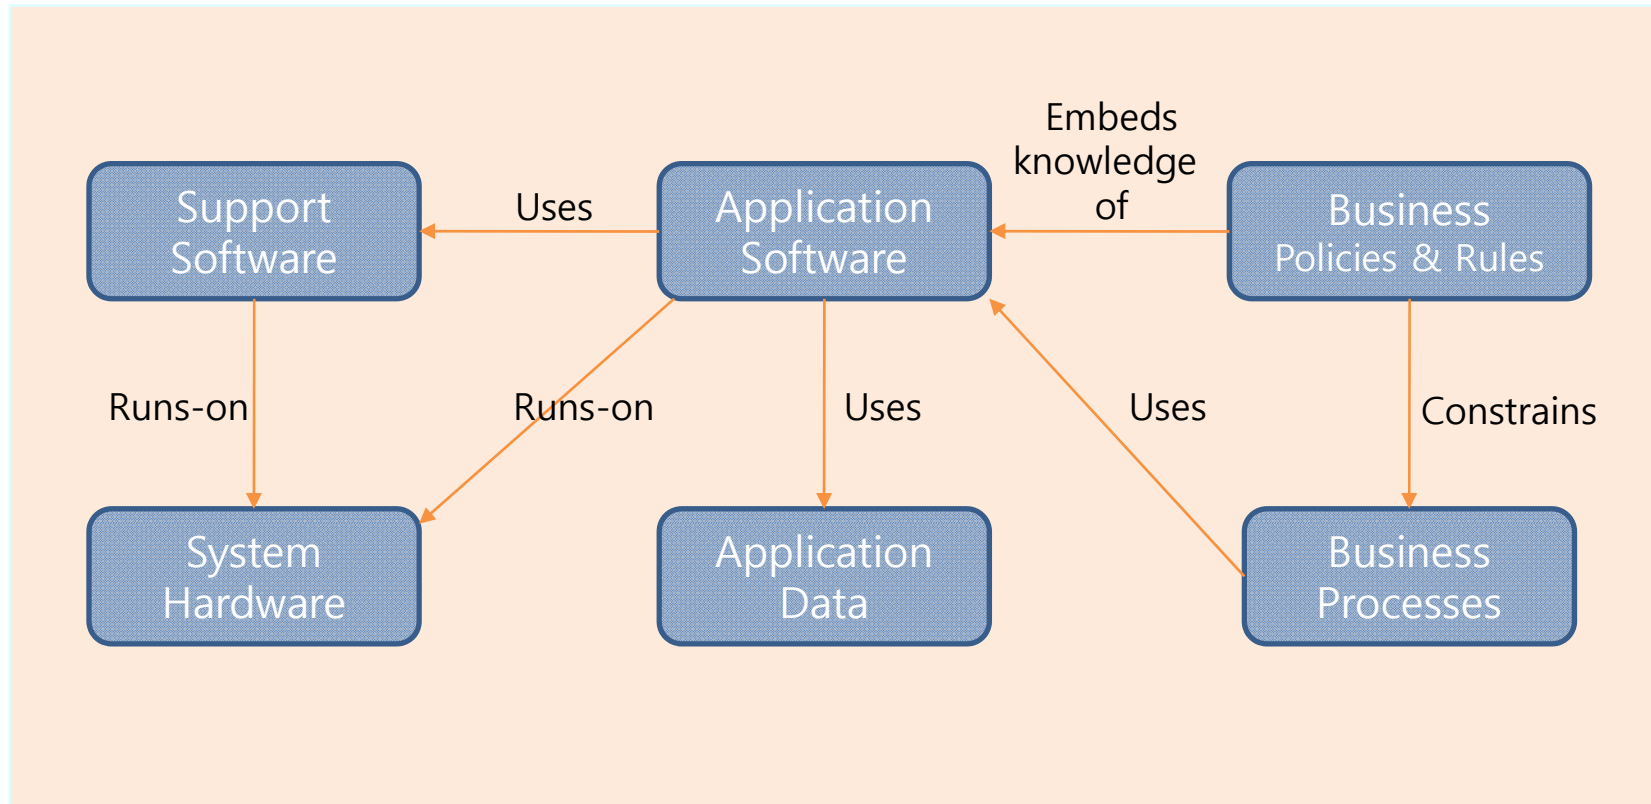 Embeds
knowledge
of
Support
Software
Uses
Application
Software
Business
Policies & Rules
Runs-on
Runs-on
Uses
Uses
Constrains
System
Hardware
Application
Data
Business
Processes